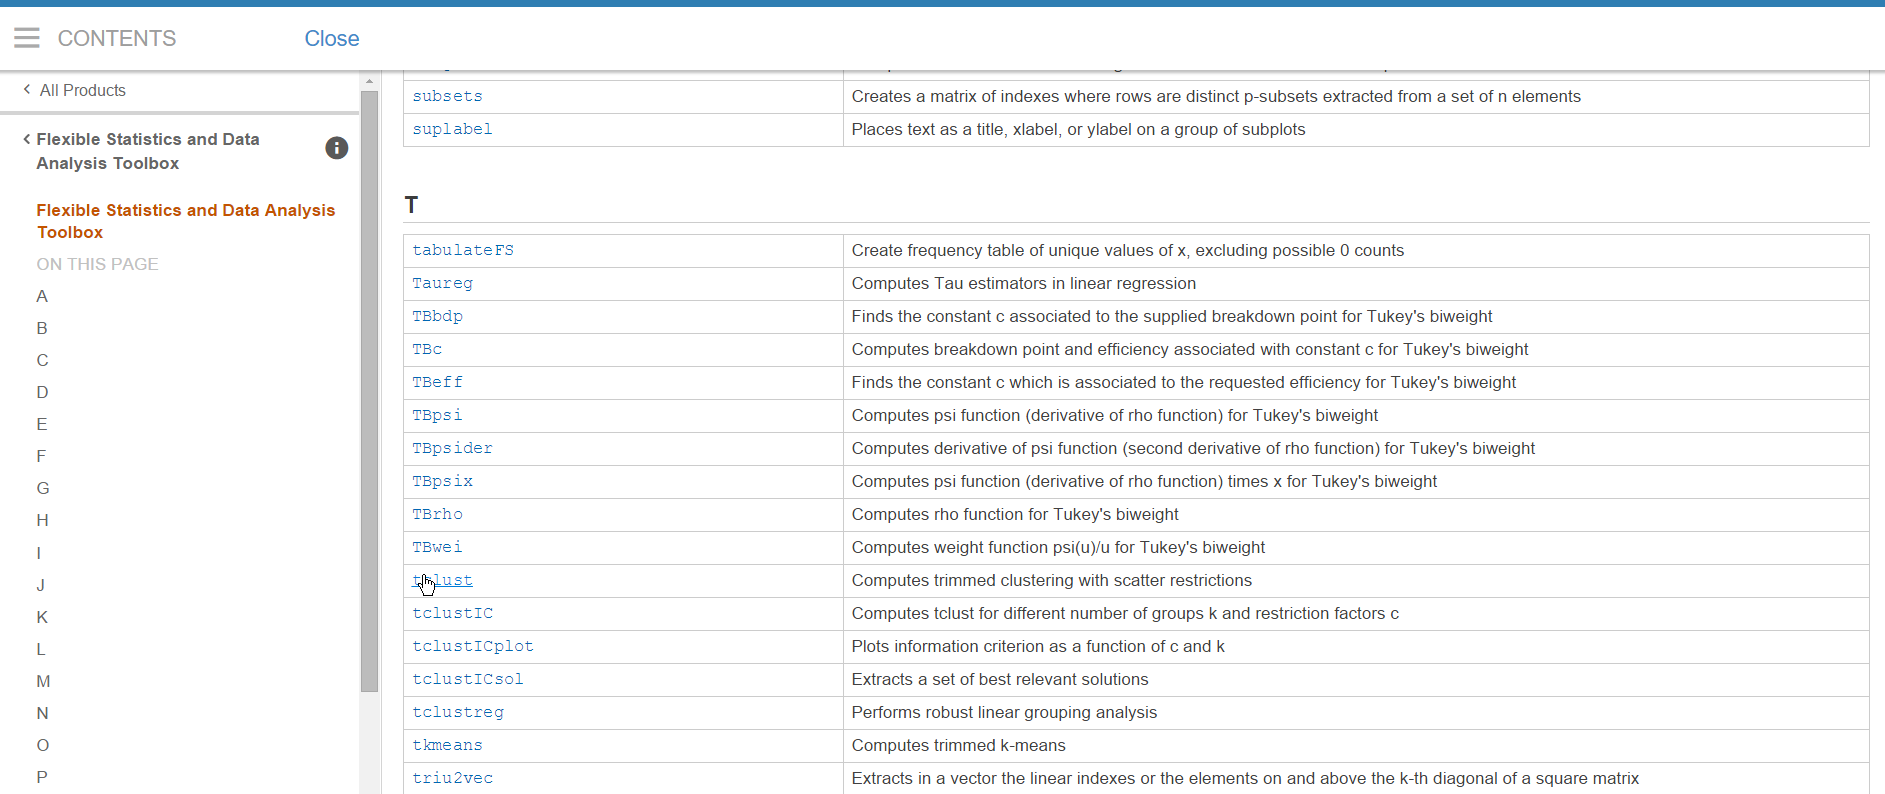 CONTENTS
Close
All Products
Flexible Statistics and Data
Analysis Toolbox
Flexible Statistics and Data Analysis
Toolbox
ON THIS PAGE
A
B
C
D
E
F
G
H
I
J
K
L
M
N
O
P
subsets Creates a matrix of indexes where rows are distinct p-subsets extracted from a set of n elements
suplabel Places text as a title, xlabel, or ylabel on a group of subplots
T
tabulateFS Create frequency table of unique values of x, excluding possible 0 counts
Taureg Computes Tau estimators in linear regression
TBbdp Finds the constant c associated to the supplied breakdown point for Tukey's biweight
TBc Computes breakdown point and efficiency associated with constant c for Tukey's biweight
TBeff Finds the constant c which is associated to the requested efficiency for Tukey's biweight
TBpsi Computes psi function (derivative of rho function) for Tukey's biweight
TBpsider Computes derivative of psi function (second derivative of rho function) for Tukey's biweight
TBpsix Computes psi function (derivative of rho function) times x for Tukey's biweight
TBrho Computes rho function for Tukey's biweight
TBwei Computes weight function psi(u)/u for Tukey's biweight
tclust Computes trimmed clustering with scatter restrictions
tclustIC Computes tclust for different number of groups k and restriction factors c
tclustICplot Plots information criterion as a function of c and k
tclustICsol Extracts a set of best relevant solutions
tclustreg Performs robust linear grouping analysis
tkmeans Computes trimmed k-means
triu2vec Extracts in a vector the linear indexes or the elements on and above the k-th diagonal of a square matrix